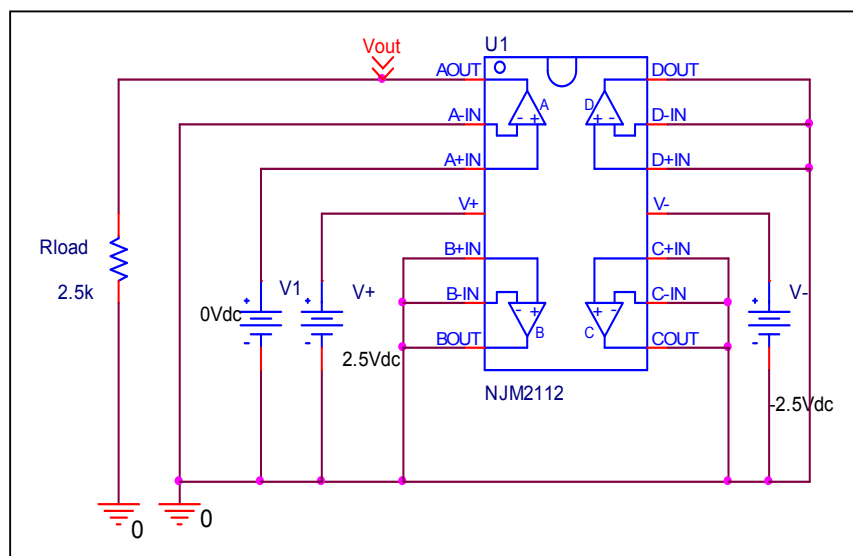 Vout
U1
AOUT
DOUT
A
D
- +
+ -
A-IN
D-IN
A+IN
D+IN
V+
V-
B+IN
C+IN
Rload
2.5k
+
V1
0Vdc
-
+
V+
2.5Vdc
-
B-IN
C-IN
- +
+ -
B
C
BOUT
COUT
+
V-
-
-2.5Vdc
NJM2112
0
0